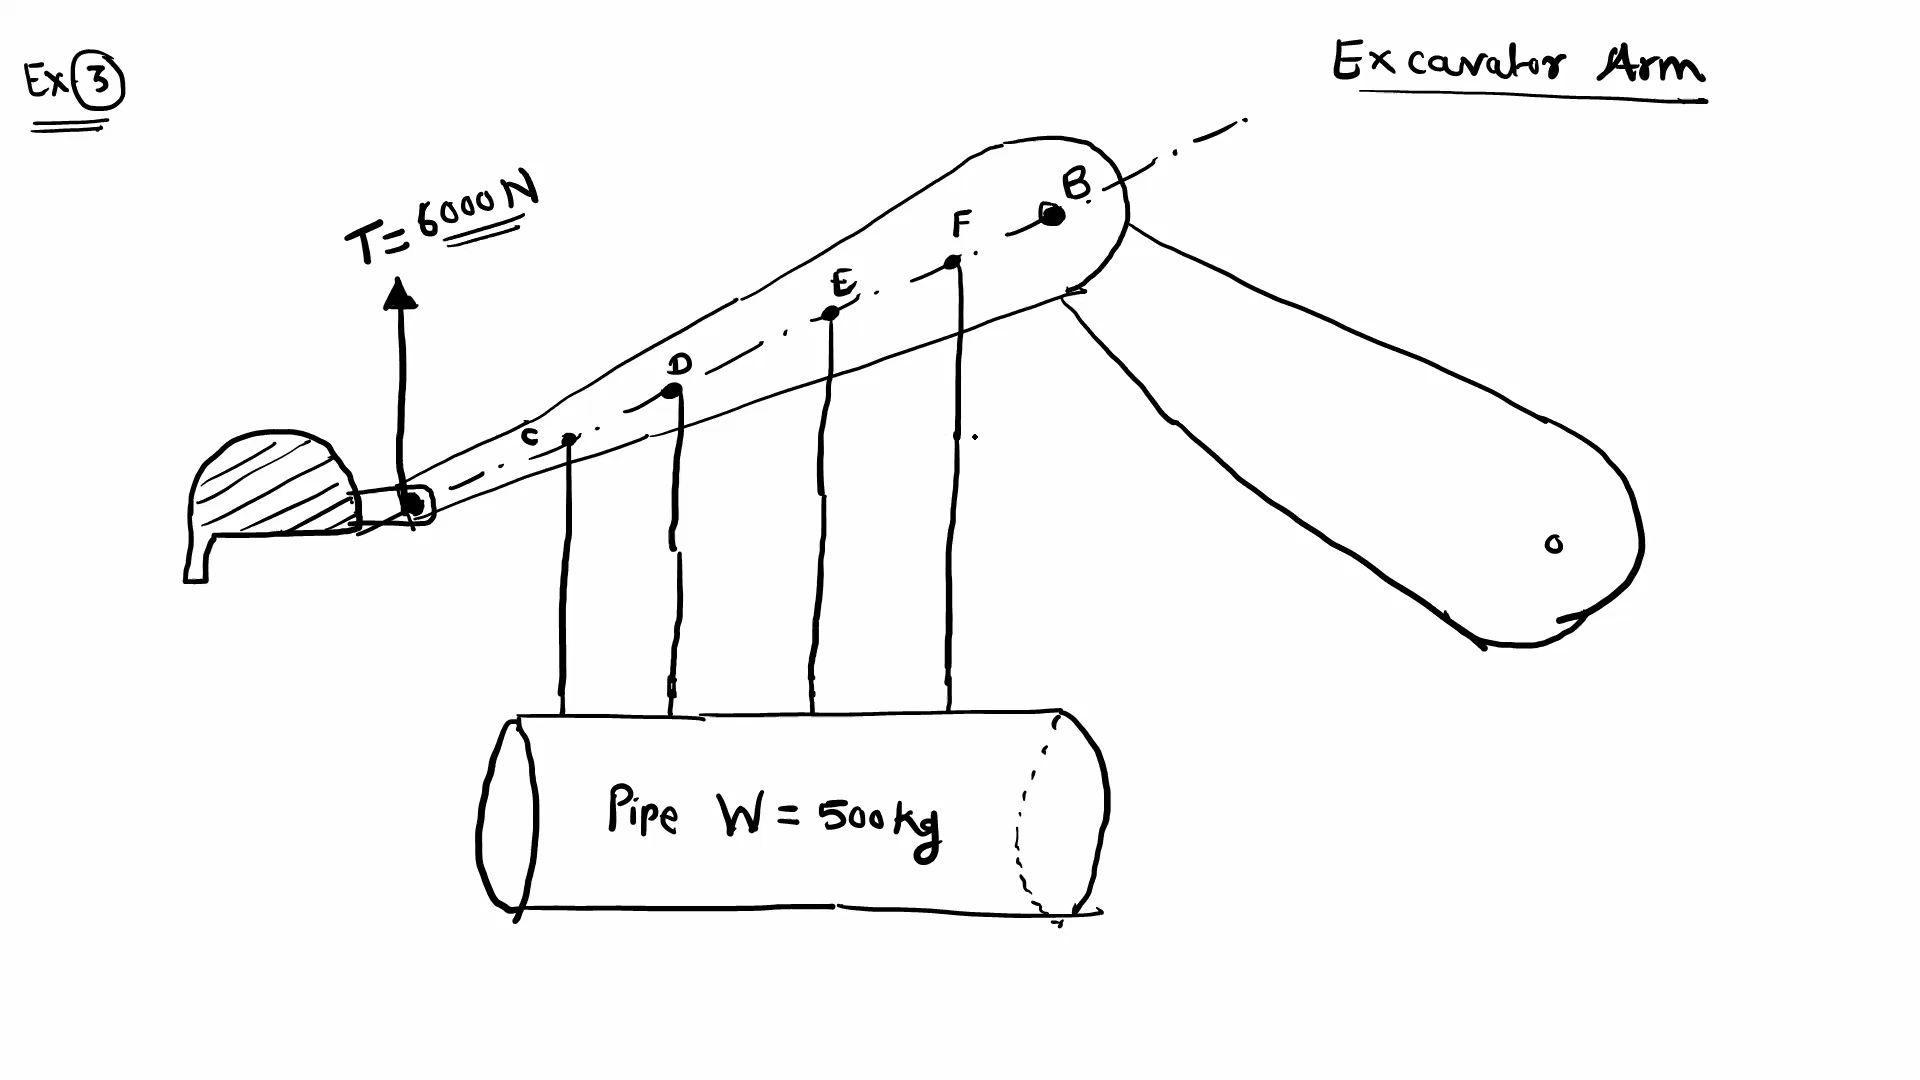 Ex 3
Excavator Arm
T = 6000 N
B
F
E
D
C
O
Pipe W = 500 kg